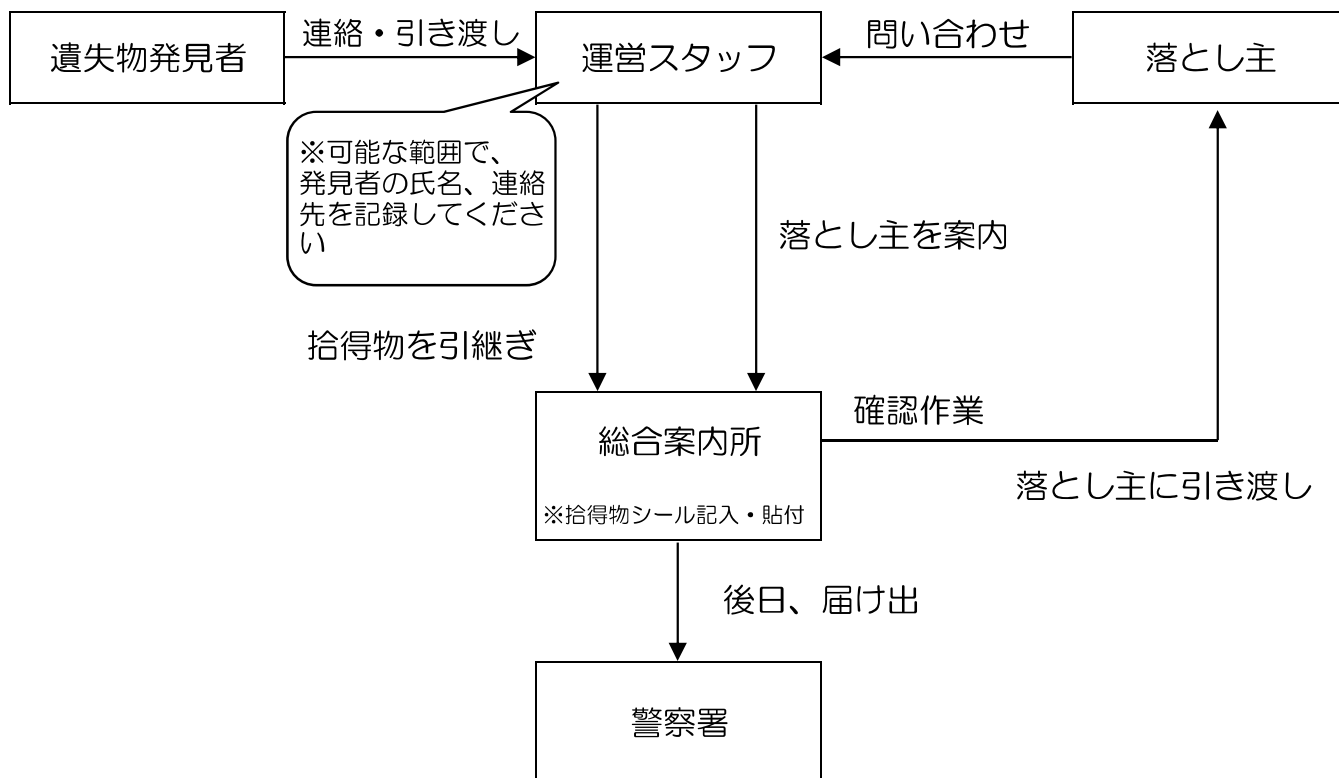 遺失物発見者
連絡・引き渡し
運営スタッフ
問い合わせ
落とし主
※可能な範囲で、
発見者の氏名、連絡
先を記録してくださ
い
落とし主を案内
拾得物を引継ぎ
総合案内所
※拾得物シール記入・貼付
確認作業
落とし主に引き渡し
後日、届け出
警察署